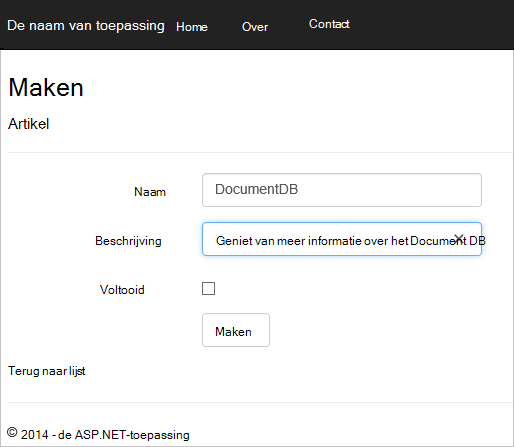 De naam van toepassing Home Over Contact
Maken
Artikel
Naam DocumentDB
Beschrijving Geniet van meer informatie over het Document DB
Voltooid
Maken
Terug naar lijst
© 2014 - de ASP.NET-toepassing